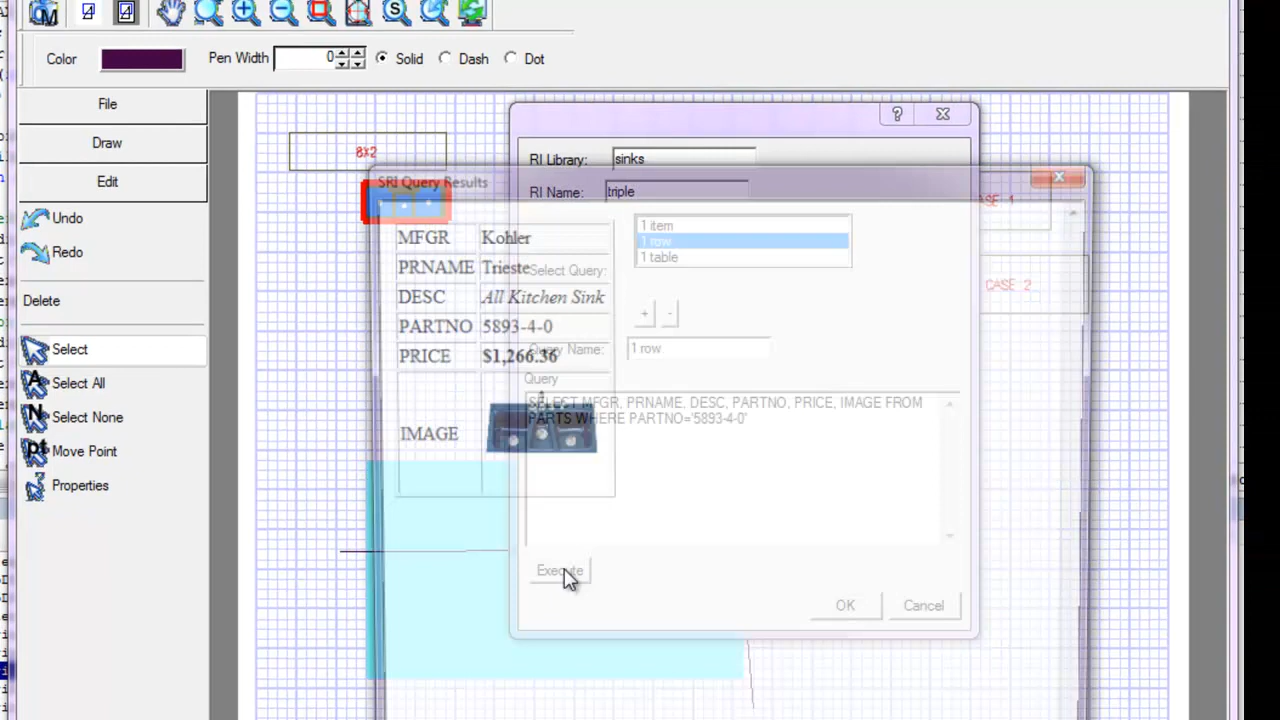 M
S
Color
Pen Width
0
Solid
Dash
Dot
File
Draw
Edit
Undo
Redo
Delete
Select
A
Select All
N
Select None
pt
Move Point
Properties
8X2
RI Library:
sinks
RI Name:
triple
SRI Query Results
CASE 1
CASE 2
MFGR
Kohler
PRNAME
Trieste
DESC
All Kitchen Sink
PARTNO
5893-4-0
PRICE
$1,266.36
IMAGE
1 item
1 row
1 table
Select Query:
+
-
Query Name:
1 row
Query
SELECT MFGR, PRNAME, DESC, PARTNO, PRICE, IMAGE FROM
PARTS WHERE PARTNO='5893-4-0'
Execute
OK
Cancel